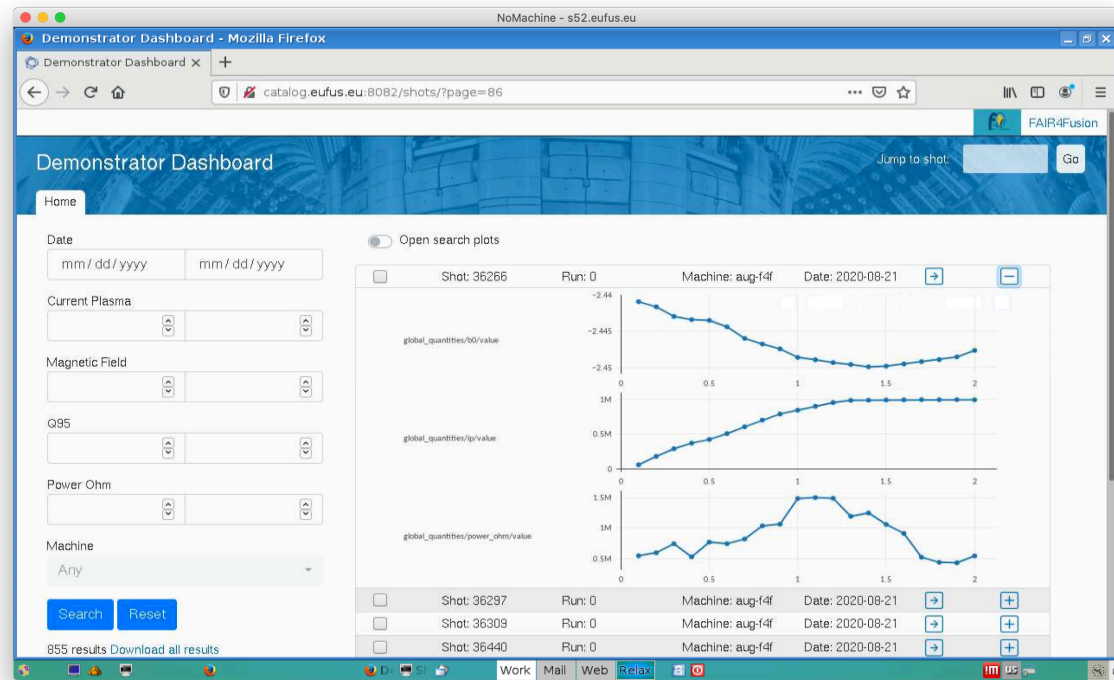 NoMachine - s52.eufus.eu
Demonstrator Dashboard - Mozilla Firefox
Demonstrator Dashboard
catalog.eufus.eu:8082/shots/?page=86
FAIR4Fusion
Demonstrator Dashboard
Jump to shot:
Go
Home
Date
mm/dd/yyyy mm/dd/yyyy
Current Plasma
Magnetic Field
Q95
Power Ohm
Machine
Any
Search Reset
855 results Download all results
Open search plots
Shot: 36266 Run: 0 Machine: aug-f4f Date: 2020-08-21
−2.44
−2.445
−2.45
global_quantities/b0/value
0 0.5 1 1.5 2
1M
0.5M
0
global_quantities/ip/value
0 0.5 1 1.5 2
1.5M
1M
0.5M
global_quantities/power_ohm/value
0 0.5 1 1.5 2
Shot: 36297 Run: 0 Machine: aug-f4f Date: 2020-08-21
Shot: 36309 Run: 0 Machine: aug-f4f Date: 2020-08-21
Shot: 36440 Run: 0 Machine: aug-f4f Date: 2020-08-21
Work Mail Web Relax
US